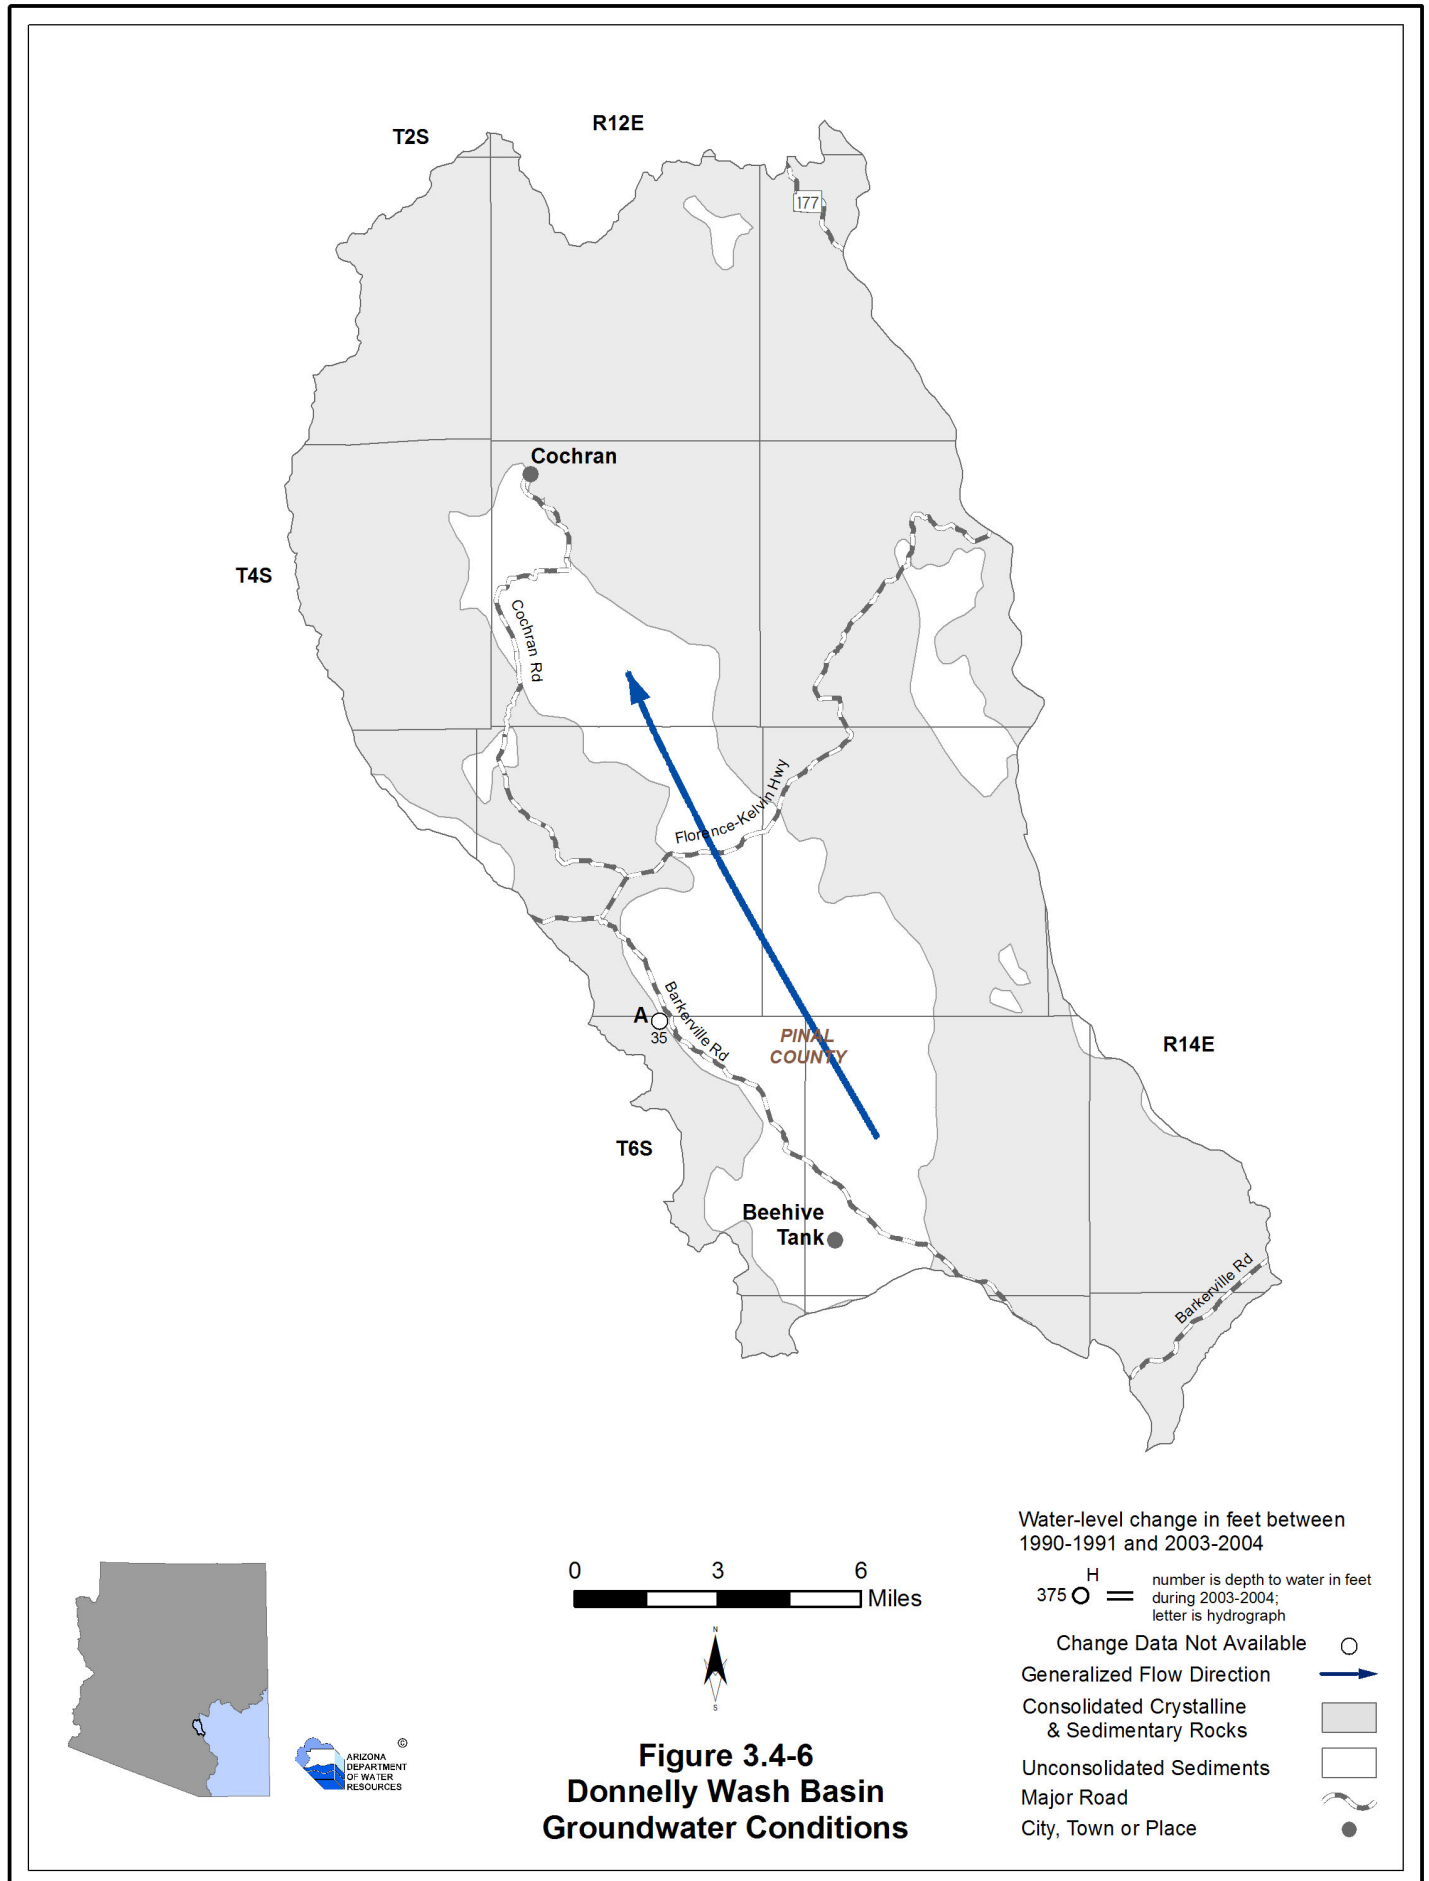 T2S
R12E
177
Cochran
T4S
Cochran Rd
Florence-Kelvin Hwy
Barkerville Rd
A
35
PINAL
COUNTY
R14E
T6S
Beehive
Tank
Barkerville Rd
Water-level change in feet between
1990-1991 and 2003-2004
H
375
number is depth to water in feet
during 2003-2004;
letter is hydrograph
Change Data Not Available
Generalized Flow Direction
Consolidated Crystalline
& Sedimentary Rocks
Unconsolidated Sediments
Major Road
City, Town or Place
0 3 6
Miles
N
S
©
ARIZONA
DEPARTMENT
OF WATER
RESOURCES
Figure 3.4-6
Donnelly Wash Basin
Groundwater Conditions